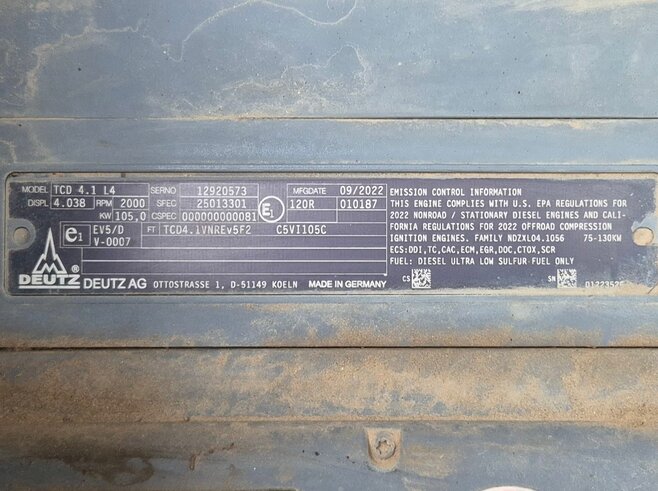 MODEL TCD 4.1 L4 SERNO 12920573 MFGDATE 09/2022
DISPL 4.038 RPM 2000 SFEC 25013301 E1 120R 010187
KW 105,0 CSPEC 000000000081
e1 EV5/D FT TCD4.1VNREv5F2 C5VI105C
V-0007
DEUTZ ® DEUTZ AG OTTOSTRASSE 1, D-51149 KOELN MADE IN GERMANY
EMISSION CONTROL INFORMATION
THIS ENGINE COMPLIES WITH U.S. EPA REGULATIONS FOR
2022 NONROAD / STATIONARY DIESEL ENGINES AND CALI-
FORNIA REGULATIONS FOR 2022 OFFROAD COMPRESSION
IGNITION ENGINES. FAMILY NDZXL04.1056 75-130KW
ECS: DDI, TC, CAC, ECM, EGR, DOC, CTOX, SCR
FUEL: DIESEL ULTRA LOW SULFUR FUEL ONLY
CS SN